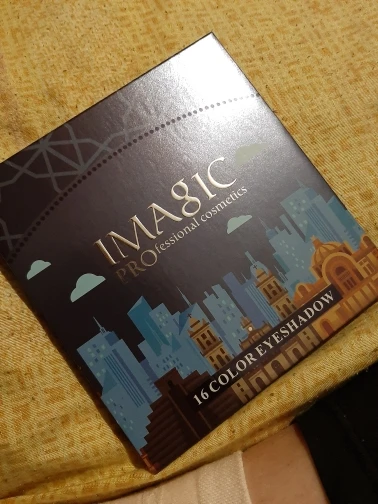 IMAgIC
PROfessional cosmetics
16 COLOR EYESHADOW